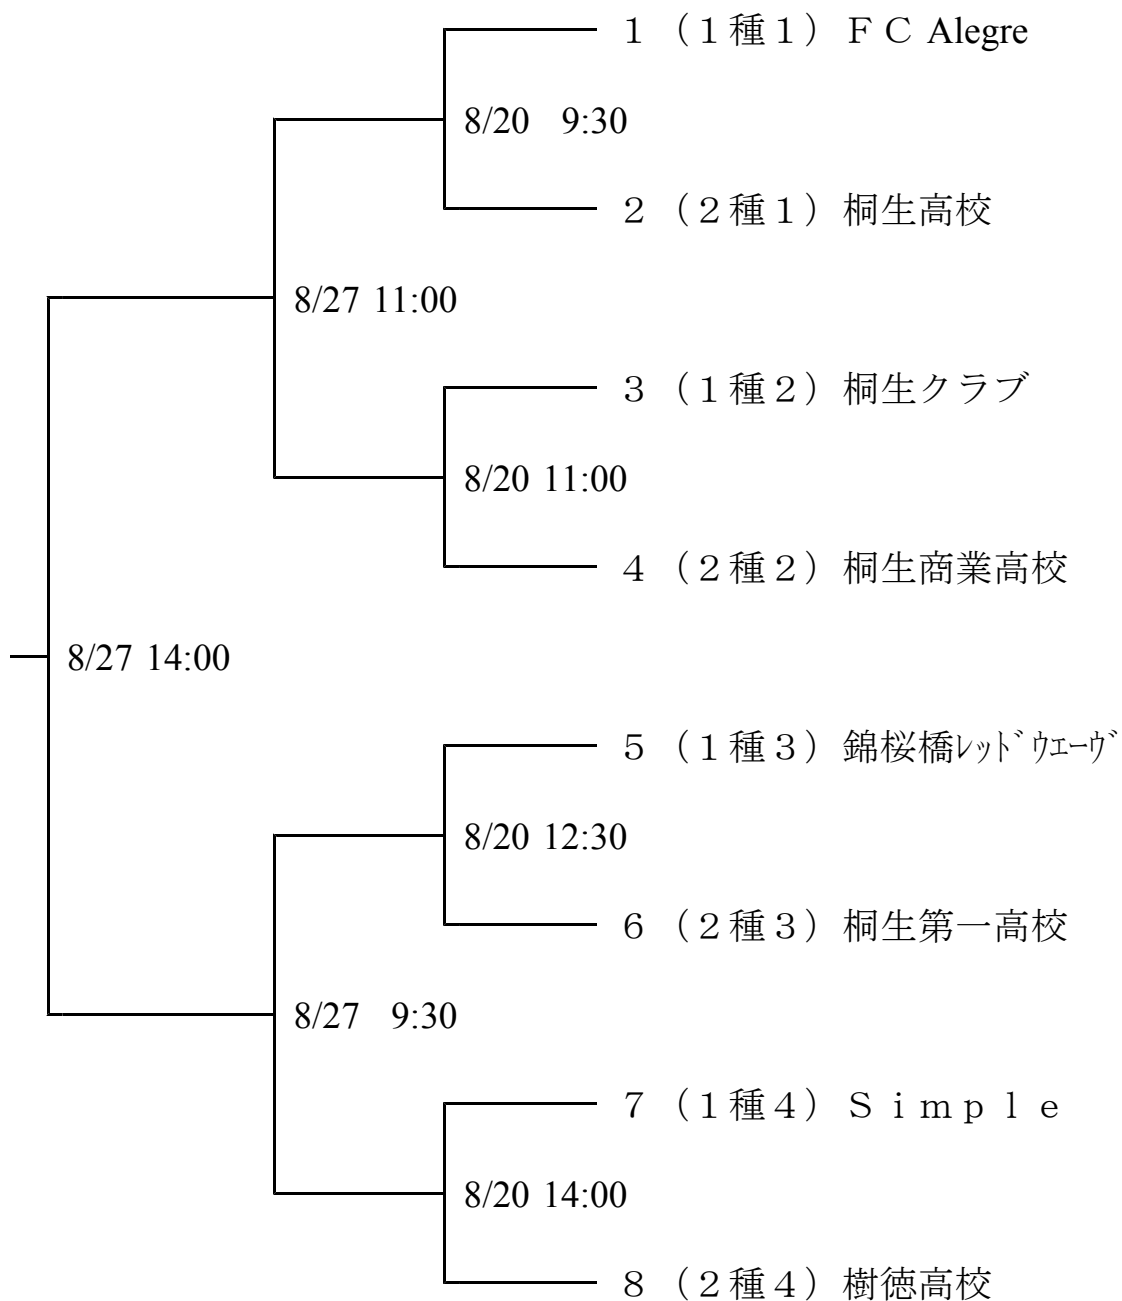 1 （１種１）ＦＣ Alegre
8/20 9:30
2 （２種１）桐生高校
8/27 11:00
3 （１種２）桐生クラブ
8/20 11:00
4 （２種２）桐生商業高校
8/27 14:00
5 （１種３）錦桜橋ﾚｯﾄﾞｳｴｰｳﾞ
8/20 12:30
6 （２種３）桐生第一高校
8/27 9:30
7 （１種４）Ｓｉｍｐｌｅ
8/20 14:00
8 （２種４）樹徳高校